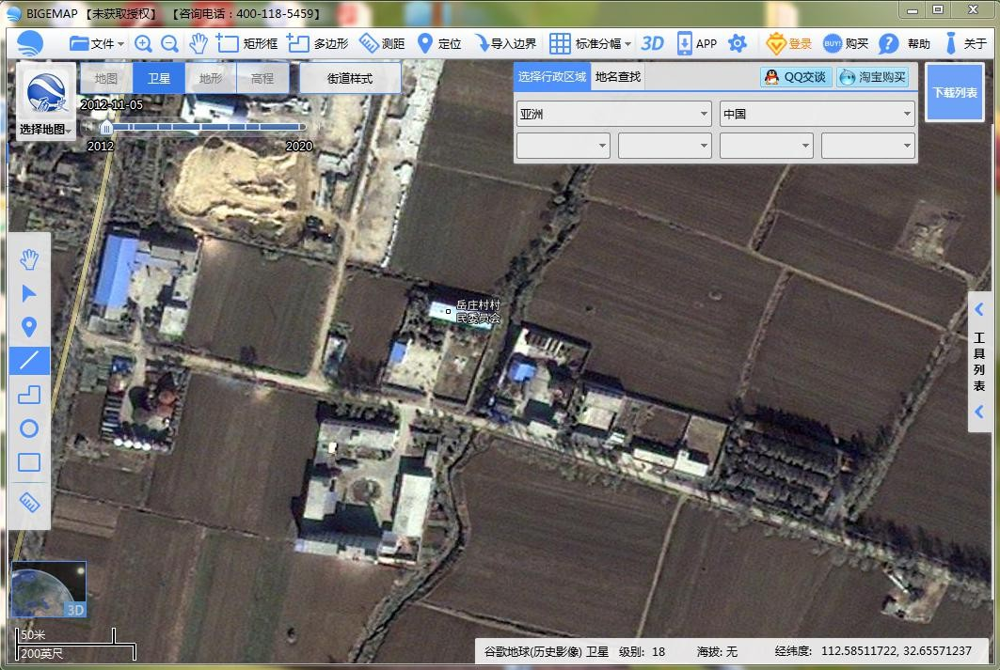 BIGEMAP 【未获取授权】 【咨询电话：400-118-5459】
文件 矩形框 多边形 测距 定位 导入边界 标准分幅 3D APP 登录 BUY! 购买 帮助 关于
历史
选择地图
地图 卫星 地形 高程 街道样式
2012-11-05
2012 2020
选择行政区域 地名查找 QQ交谈 淘宝购买
亚洲 中国
下载列表
岳庄村村
民委员会
工具列表
3D
50米
200英尺
谷歌地球(历史影像) 卫星 级别: 18 海拔: 无 经纬度: 112.58511722, 32.65571237